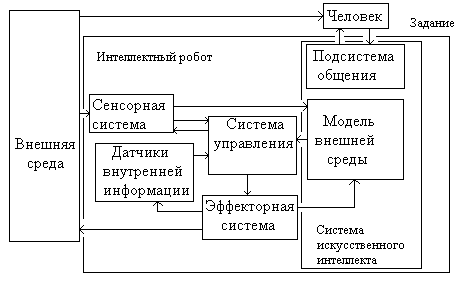 Человек
Задание
Интеллектный робот
Подсистема
общения
Внешняя
среда
Сенсорная
система
Система
управления
Модель
внешней
среды
Датчики
внутренней
информации
Эффекторная
система
Система
искусственного
интеллекта